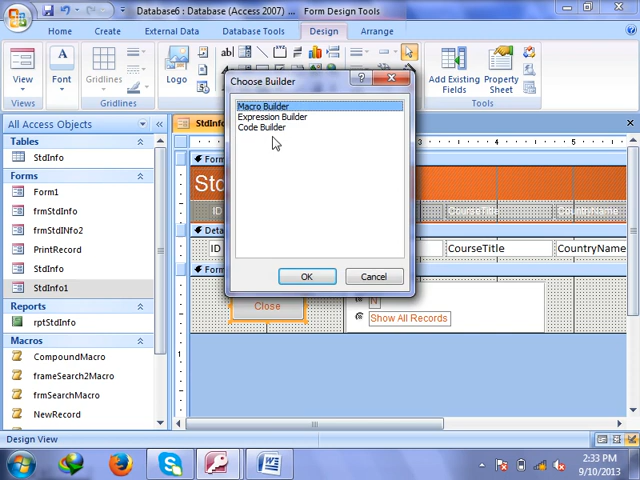 Database6 : Database (Access 2007) ...
Form Design Tools
Home
Create
External Data
Database Tools
Design
Arrange
View
Font
Gridlines
Logo
Add Existing Fields
Property Sheet
Views
Gridlines
Tools
All Access Objects
Tables
StdInfo
Forms
Form1
frmStdInfo
frmStdINfo2
PrintRecord
StdInfo
StdInfo1
Reports
rptStdInfo
Macros
CompoundMacro
frameSearch2Macro
frmSearchMacro
NewRecord
Choose Builder
Macro Builder
Expression Builder
Code Builder
OK
Cancel
CourseTitle
CountryName
ID
CourseTitle
CountryName
Close
Show All Records
Design View
2:33 PM
9/10/2013